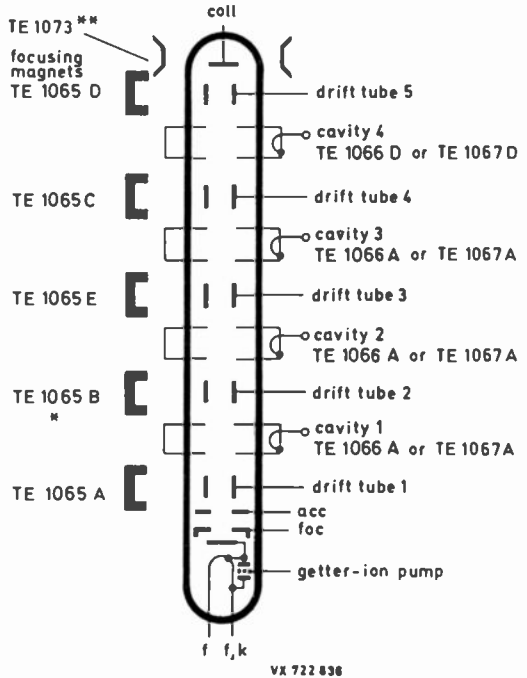 coll
TE 1073 **
focusing
magnets
TE 1065 D
drift tube 5
cavity 4
TE 1066 D or TE 1067 D
TE 1065 C
drift tube 4
cavity 3
TE 1066 A or TE 1067 A
TE 1065 E
drift tube 3
cavity 2
TE 1066 A or TE 1067 A
TE 1065 B
*
drift tube 2
cavity 1
TE 1066 A or TE 1067 A
TE 1065 A
drift tube 1
acc
foc
getter-ion pump
f f,k
VX 722 836